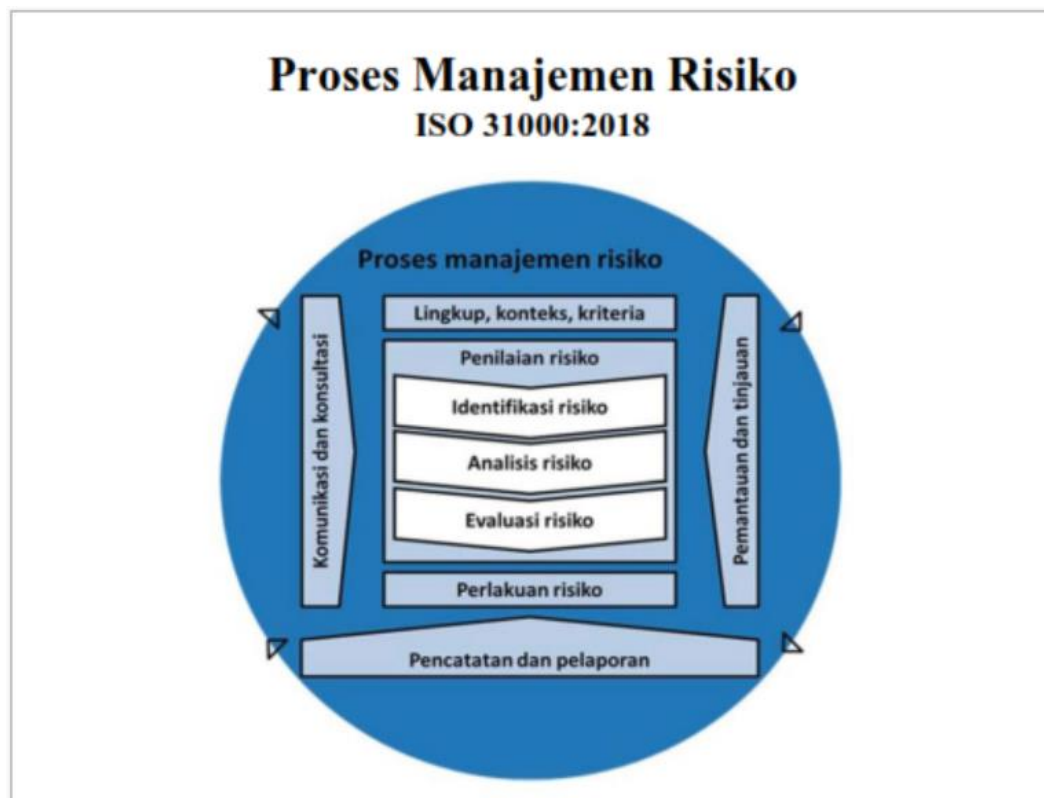 Proses Manajemen Risiko
ISO 31000:2018
Proses manajemen risiko
Komunikasi dan konsultasi
Lingkup, konteks, kriteria
Penilaian risiko
Identifikasi risiko
Analisis risiko
Evaluasi risiko
Perlakuan risiko
Pemantauan dan tinjauan
Pencatatan dan pelaporan